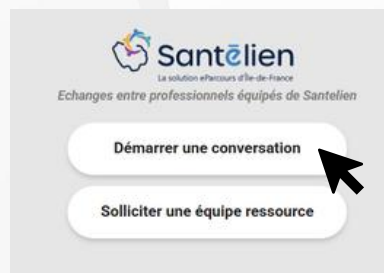 Santēlien
La solution eParcours d'Île-de-France
Echanges entre professionnels équipés de Santelien
Démarrer une conversation
Solliciter une équipe ressource